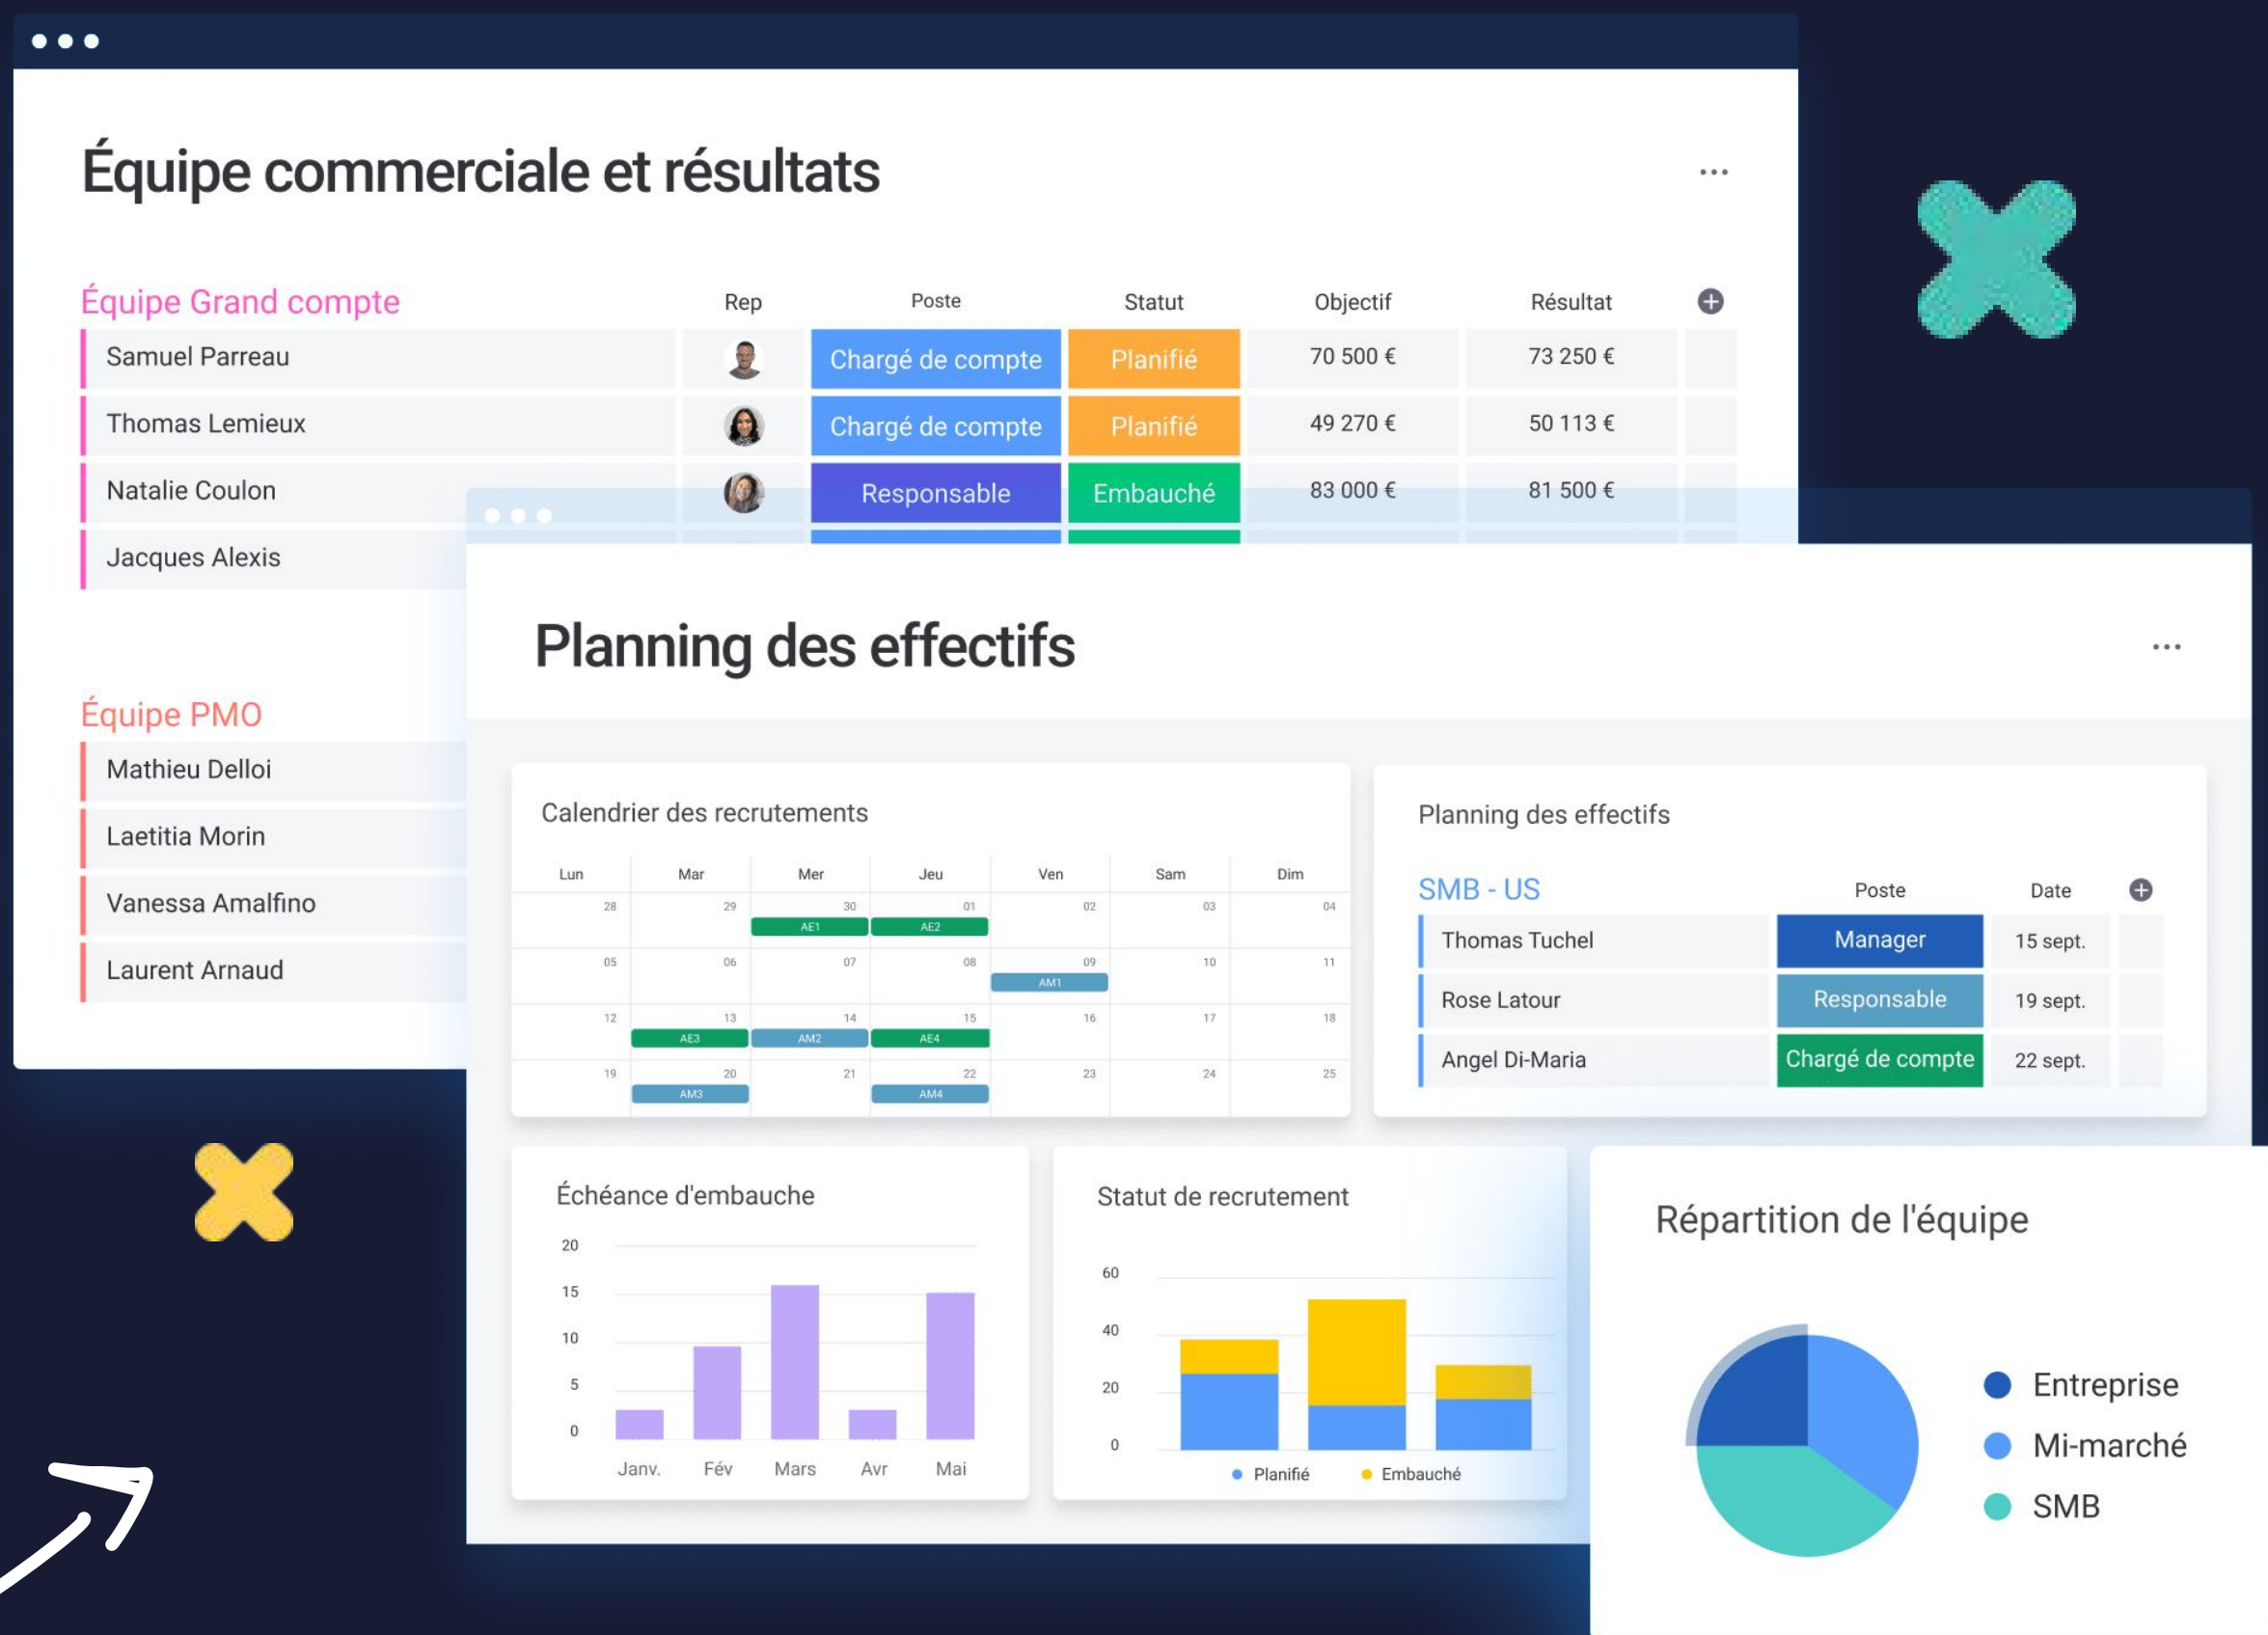 Équipe commerciale et résultats
Équipe Grand compte Rep Poste Statut Objectif Résultat
Samuel Parreau Chargé de compte Planifié 70 500 € 73 250 €
Thomas Lemieux Chargé de compte Planifié 49 270 € 50 113 €
Natalie Coulon Responsable Embauché 83 000 € 81 500 €
Jacques Alexis
Équipe PMO
Mathieu Delloi
Laetitia Morin
Vanessa Amalfino
Laurent Arnaud
Planning des effectifs
Calendrier des recrutements
Lun Mar Mer Jeu Ven Sam Dim
28 29 30 01 02 03 04
AE1 AE2
05 06 07 08 09 10 11
AM1
12 13 14 15 16 17 18
AE3 AM2 AE4
19 20 21 22 23 24 25
AM3 AM4
Planning des effectifs
SMB - US Poste Date
Thomas Tuchel Manager 15 sept.
Rose Latour Responsable 19 sept.
Angel Di-Maria Chargé de compte 22 sept.
Échéance d'embauche
20
15
10
5
0
Janv. Fév Mars Avr Mai
Statut de recrutement
60
40
20
0
Planifié Embauché
Répartition de l'équipe
Entreprise
Mi-marché
SMB